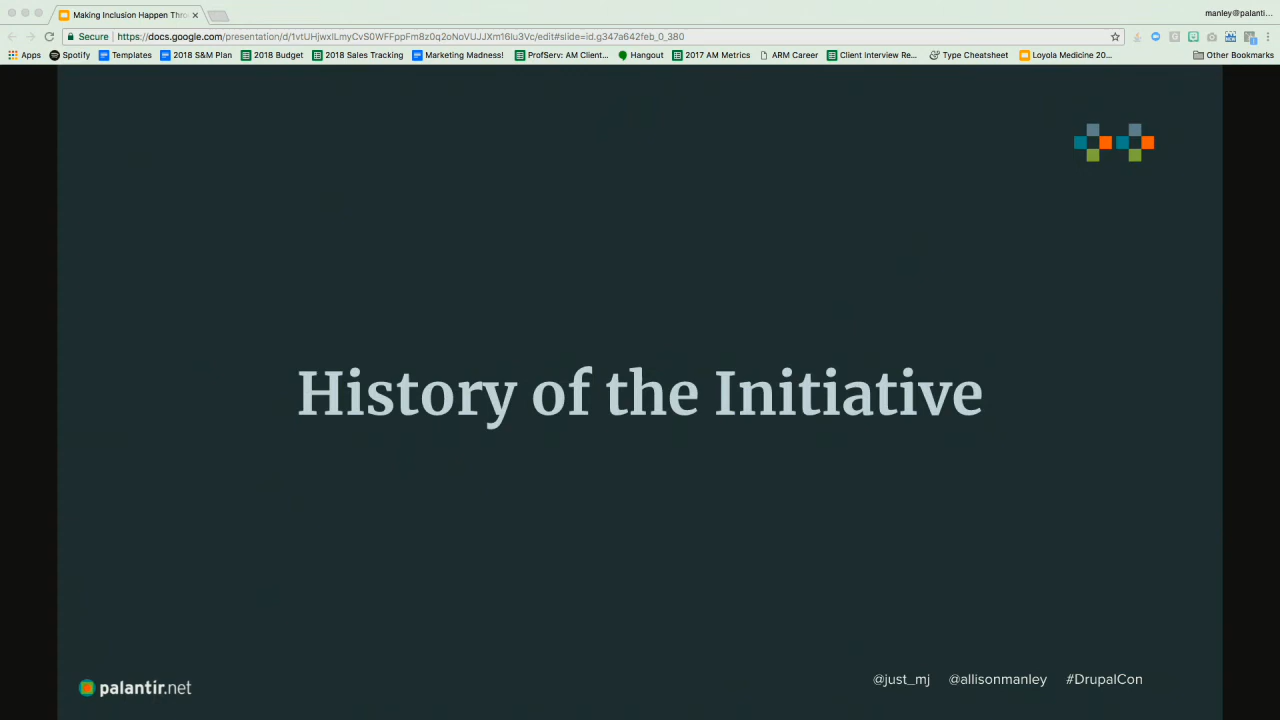 Making Inclusion Happen Thro
manley@palanti...
Secure
https://docs.google.com/presentation/d/1vtUHjwxlLmyCvS0WFFppFm8z0q2oNoVUJJXm16Iu3Vc/edit#slide=id.g347a642feb_0_380
Apps Spotify Templates 2018 S&M Plan 2018 Budget 2018 Sales Tracking Marketing Madness! ProfServ: AM Client... Hangout 2017 AM Metrics ARM Career Client Interview Re... Type Cheatsheet Loyola Medicine 20... Other Bookmarks
History of the Initiative
palantir.net
@just_mj @allisonmanley #DrupalCon